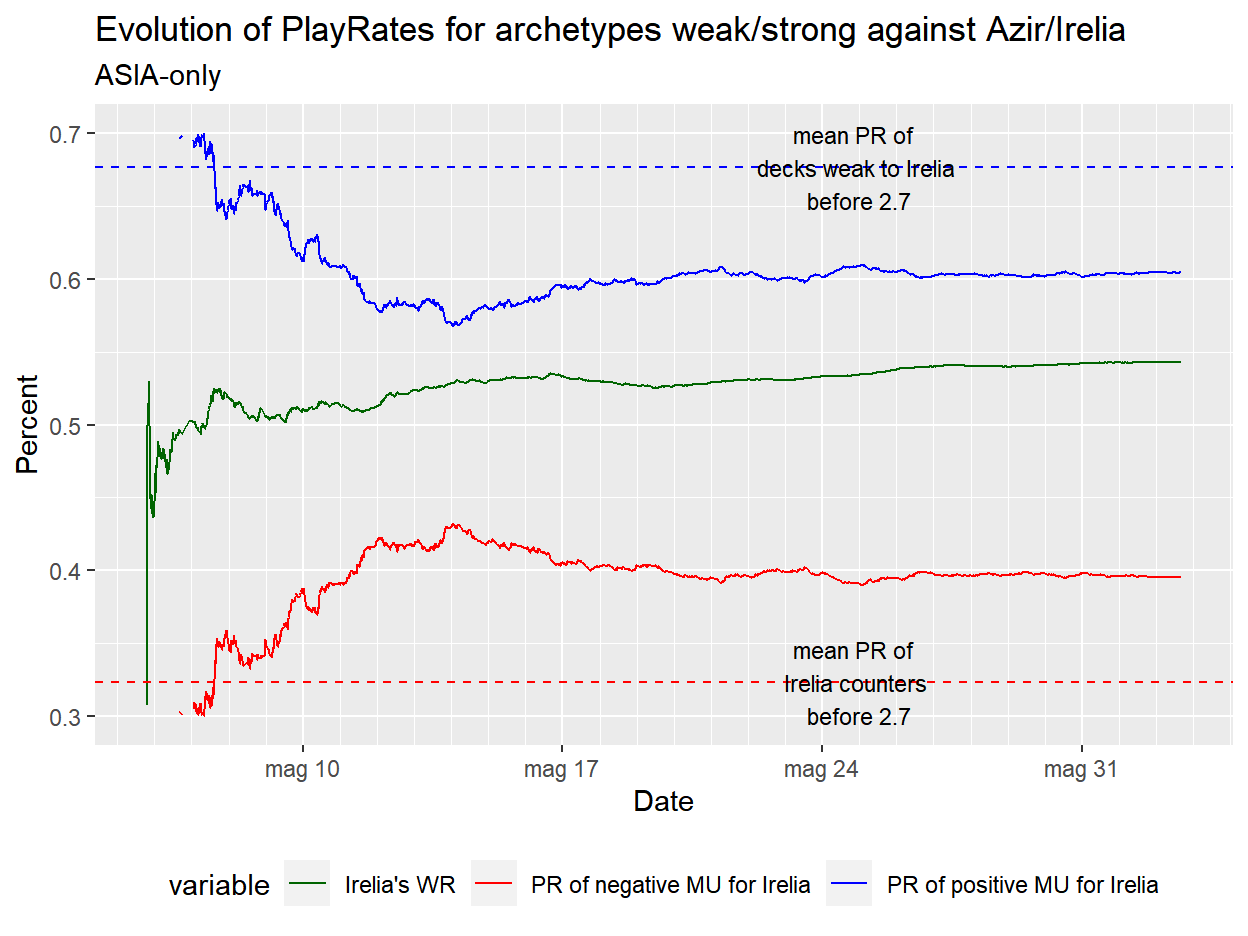 Evolution of PlayRates for archetypes weak/strong against Azir/Irelia
ASIA-only
0.7
0.6
0.5
0.4
0.3
Percent
mean PR of
decks weak to Irelia
before 2.7
mean PR of
Irelia counters
before 2.7
mag 10 mag 17 mag 24 mag 31
Date
variable Irelia's WR PR of negative MU for Irelia PR of positive MU for Irelia